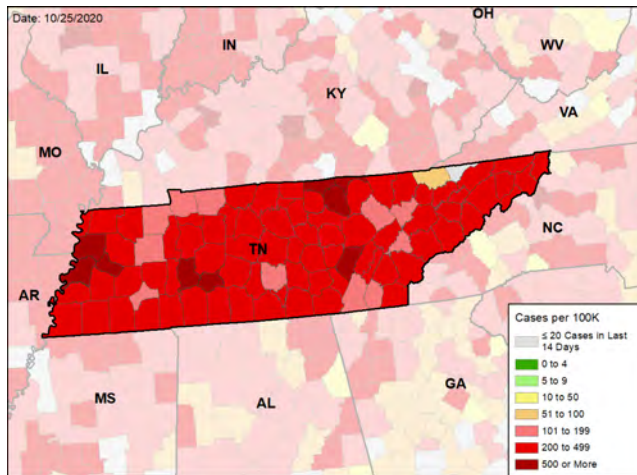 Date: 10/25/2020
OH
IN
WV
IL
KY
VA
MO
TN
NC
AR
MS
AL
GA
Cases per 100K
≤ 20 Cases in Last
14 Days
0 to 4
5 to 9
10 to 50
51 to 100
101 to 199
200 to 499
500 or More